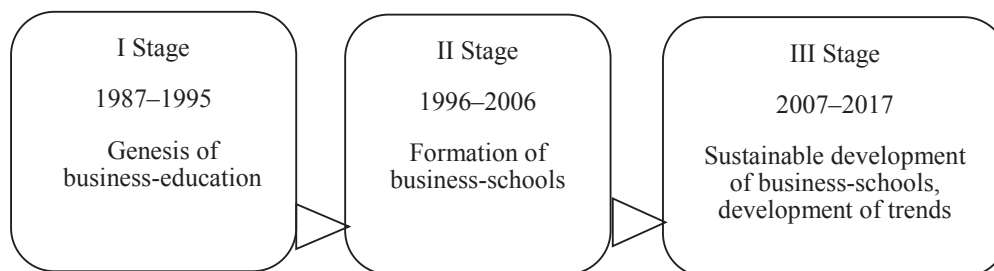 I Stage
1987–1995
Genesis of
business-education
II Stage
1996–2006
Formation of
business-schools
III Stage
2007–2017
Sustainable development
of business-schools,
development of trends